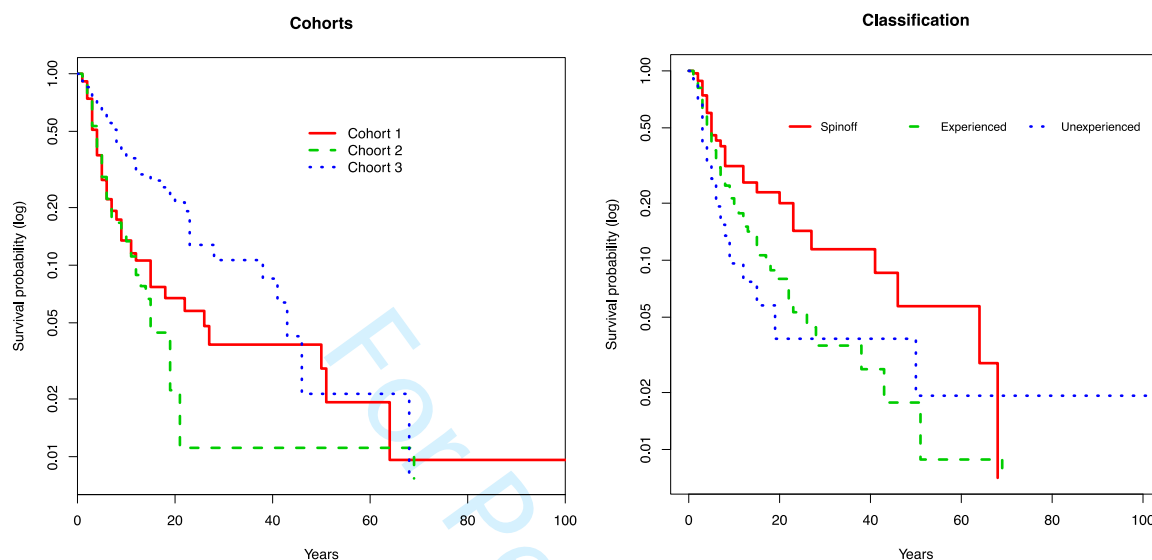 Cohorts
Survival probability (log)
1.00
0.50
0.20
0.10
0.05
0.02
0.01
Cohort 1
Choort 2
Choort 3
0 20 40 60 80 100
Years
Classification
Survival probability (log)
1.00
0.50
0.20
0.10
0.05
0.02
0.01
Spinoff Experienced Unexperienced
0 20 40 60 80 100
Years
For Pe